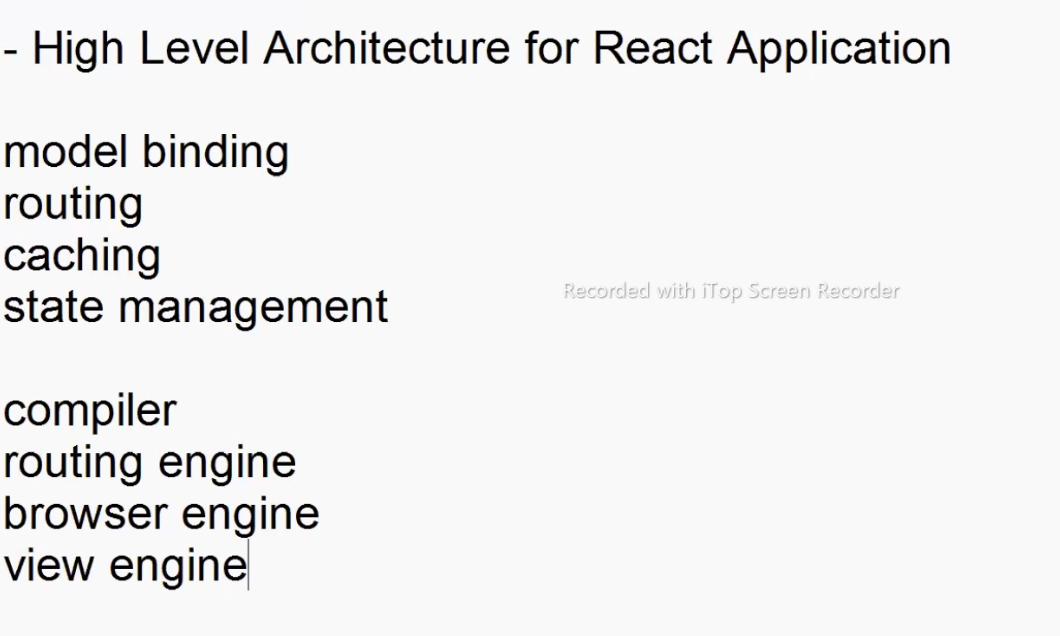 - High Level Architecture for React Application
model binding
routing
caching
state management
Recorded with iTop Screen Recorder
compiler
routing engine
browser engine
view engine